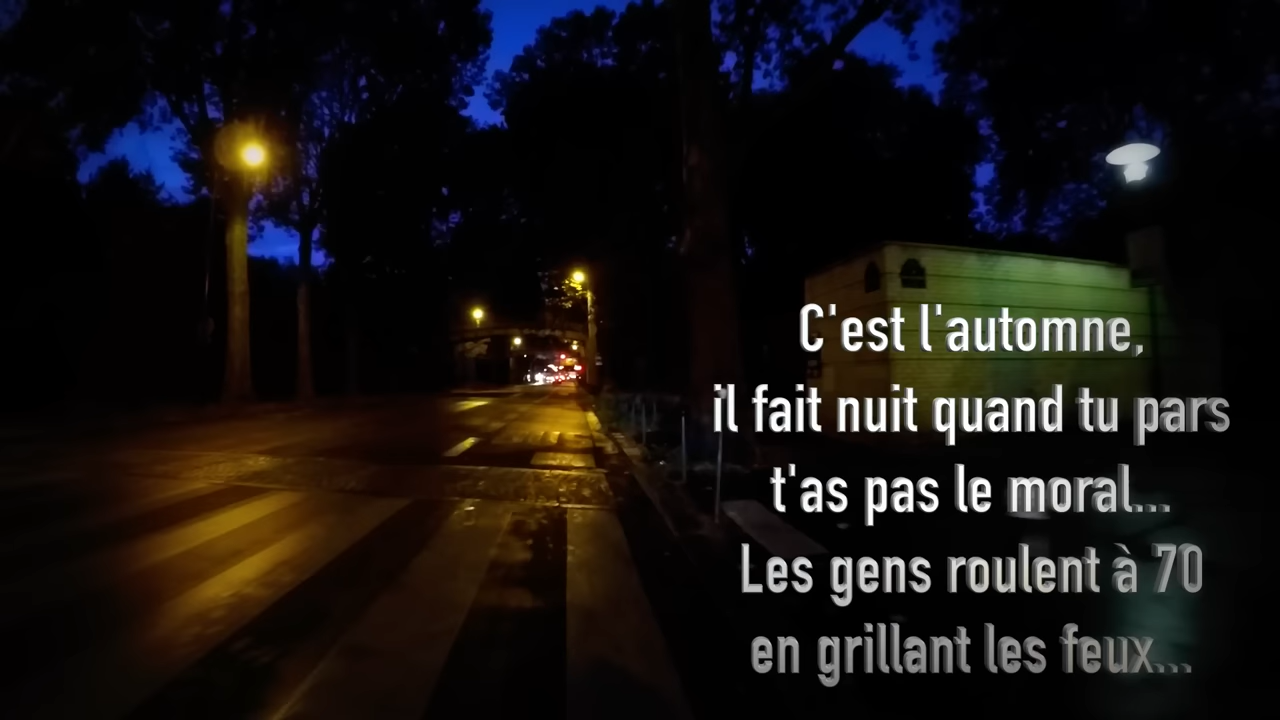 C'est l'automne,
il fait nuit quand tu pars
t'as pas le moral...
Les gens roulent à 70
en grillant les feux...